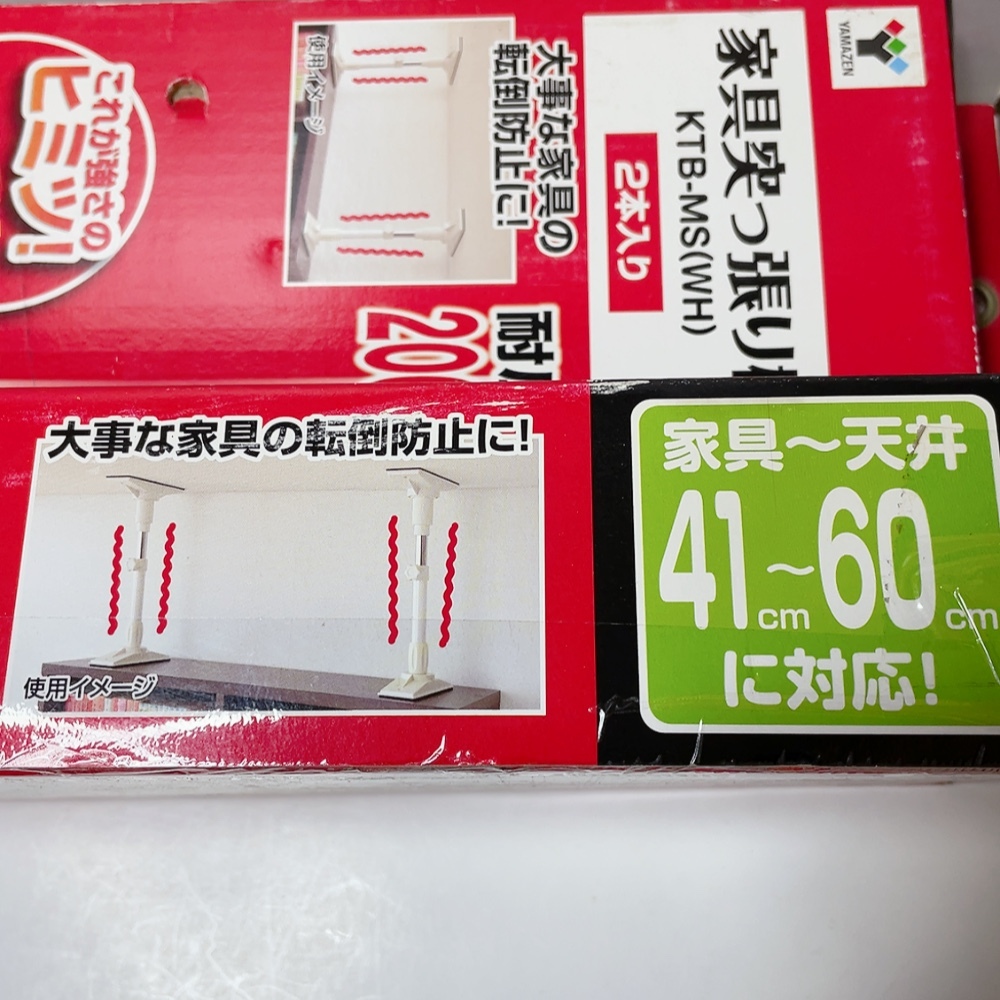 YAMAZEN
家具突っ張り
KTB-MS(WH)
2本入り
大事な家具の
転倒防止に!
使用イメージ
耐
20
これが強さの
ヒミツ!
大事な家具の転倒防止に!
使用イメージ
家具～天井
41cm～60cm
に対応!